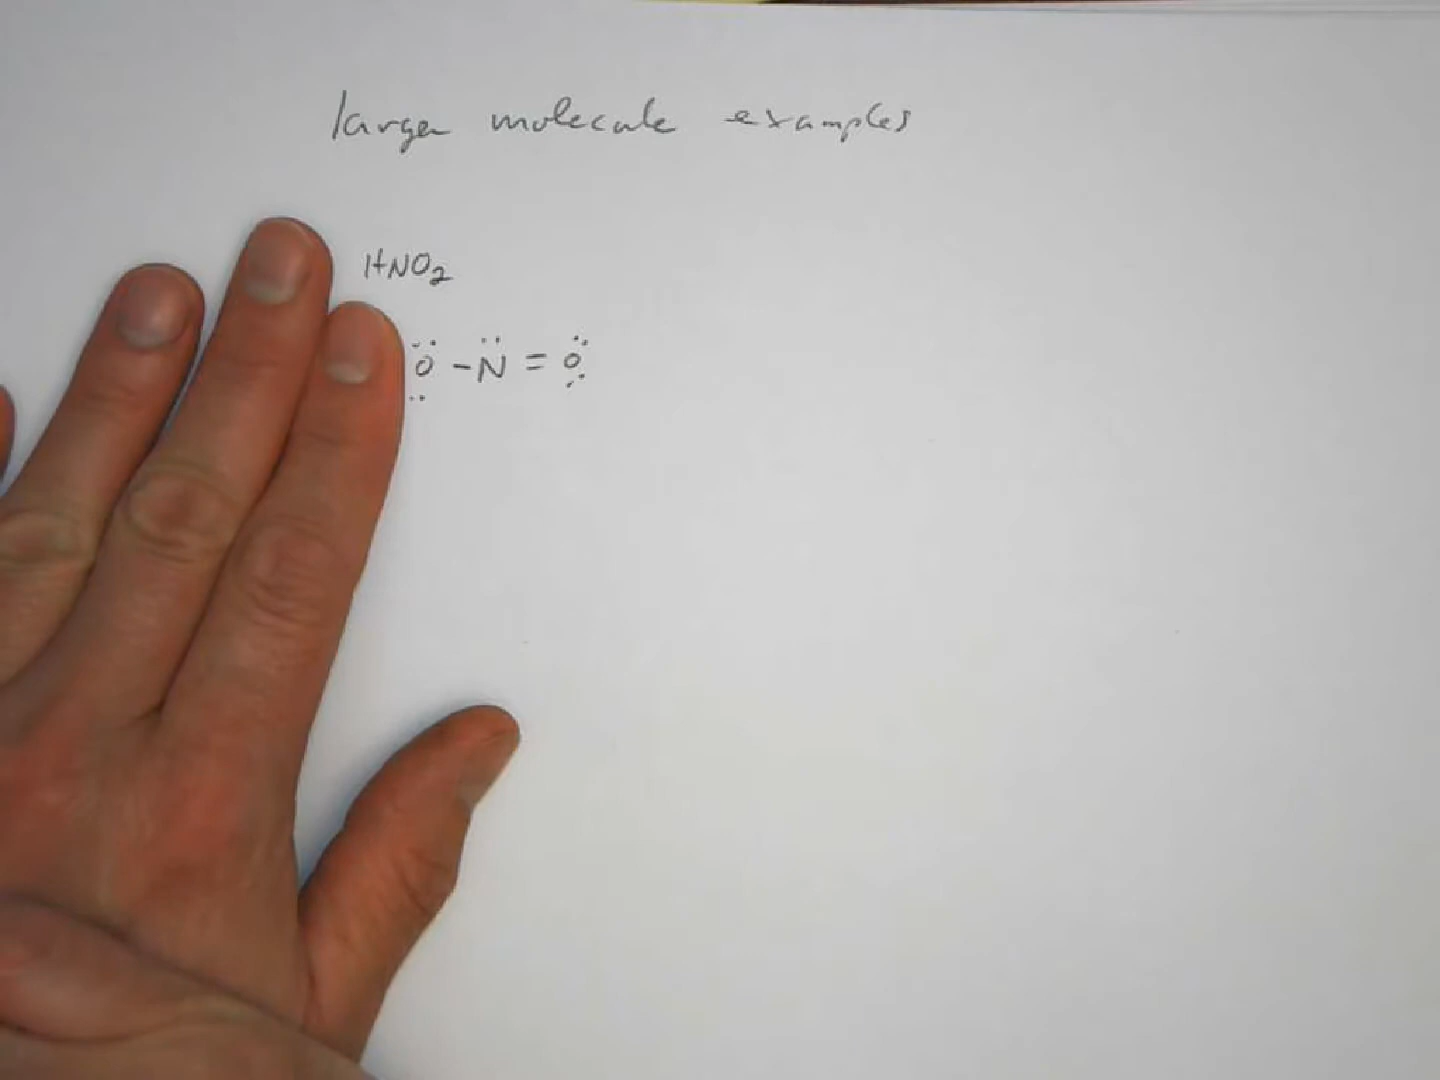 larger molecule examples
HNO₂
O - N = O